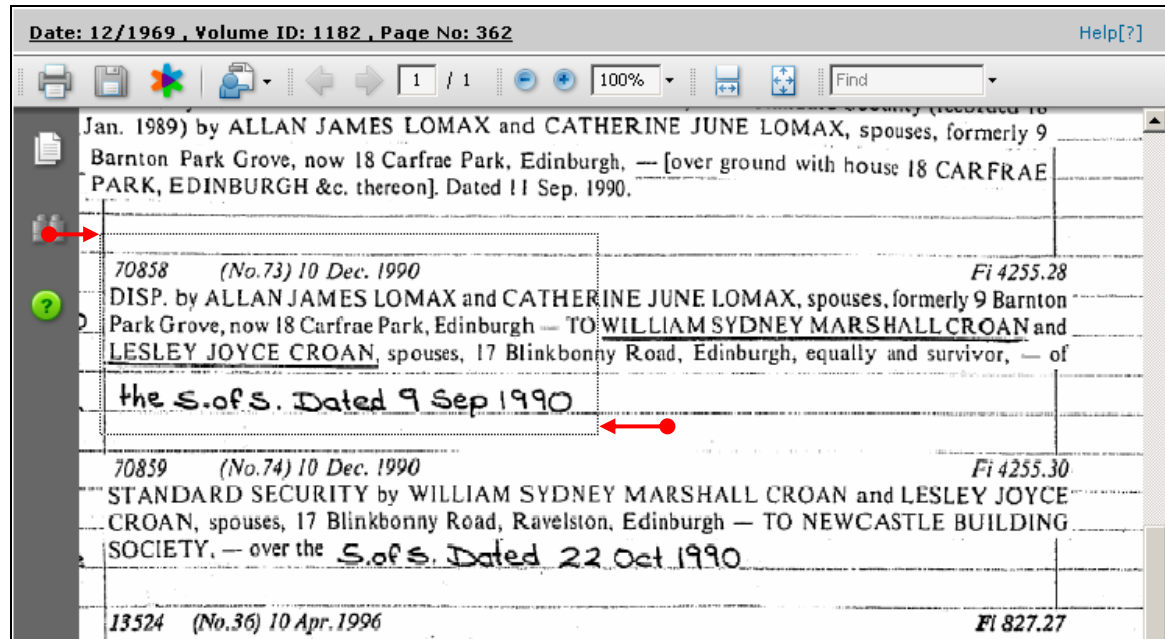 Date: 12/1969 , Volume ID: 1182 , Page No: 362
Help[?]
1 / 1
100%
Find
Jan. 1989) by ALLAN JAMES LOMAX and CATHERINE JUNE LOMAX, spouses, formerly 9
Barnton Park Grove, now 18 Carfrae Park, Edinburgh, — [over ground with house 18 CARFRAE
PARK, EDINBURGH &c. thereon]. Dated 11 Sep. 1990.
70858 (No.73) 10 Dec. 1990 Fi 4255.28
DISP. by ALLAN JAMES LOMAX and CATHERINE JUNE LOMAX, spouses, formerly 9 Barnton
Park Grove, now 18 Carfrae Park, Edinburgh — TO WILLIAM SYDNEY MARSHALL CROAN and
LESLEY JOYCE CROAN, spouses, 17 Blinkbonny Road, Edinburgh, equally and survivor, — of
the S.of S. Dated 9 Sep 1990
70859 (No.74) 10 Dec. 1990 Fi 4255.30
STANDARD SECURITY by WILLIAM SYDNEY MARSHALL CROAN and LESLEY JOYCE
CROAN, spouses, 17 Blinkbonny Road, Ravelston, Edinburgh — TO NEWCASTLE BUILDING
SOCIETY, — over the S.of S. Dated 22 Oct 1990
13524 (No.36) 10 Apr. 1996 Fi 827.27